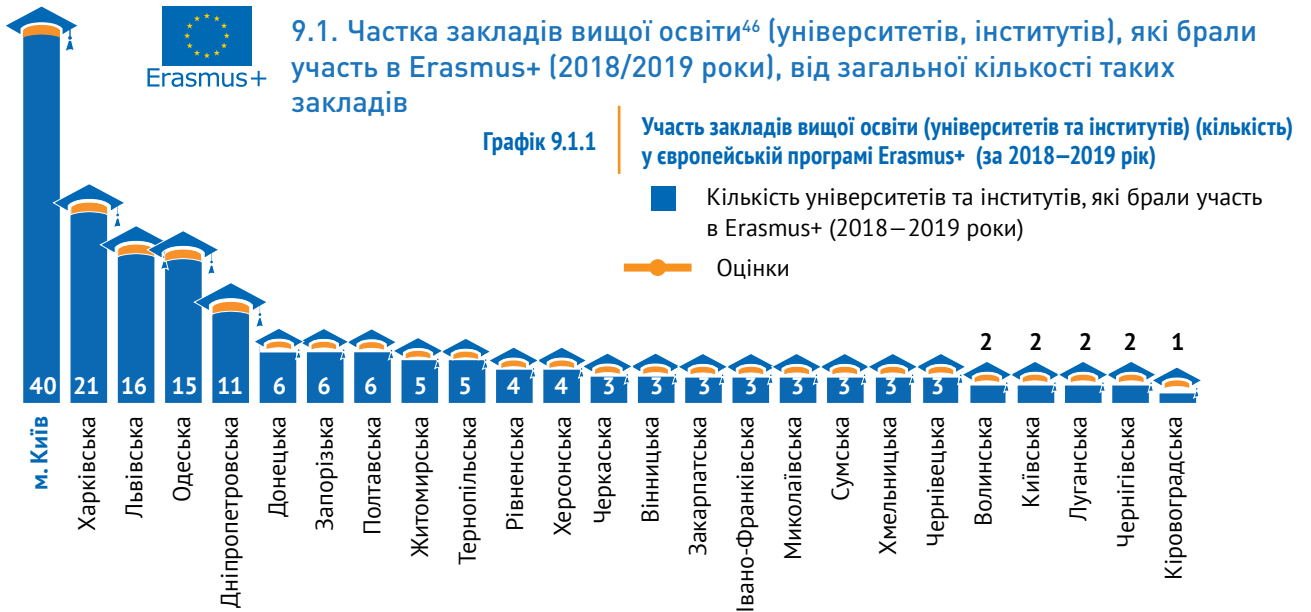 Erasmus+
9.1. Частка закладів вищої освіти⁴⁶ (університетів, інститутів), які брали
участь в Erasmus+ (2018/2019 роки), від загальної кількості таких
закладів
Графік 9.1.1
Участь закладів вищої освіти (університетів та інститутів) (кількість)
у європейській програмі Erasmus+ (за 2018—2019 рік)
Кількість університетів та інститутів, які брали участь
в Erasmus+ (2018—2019 роки)
Оцінки
40 21 16 15 11 6 6 6 5 5 4 4 3 3 3 3 3 3 3 3 2 2 2 2 1
м. Київ
Харківська
Львівська
Одеська
Дніпропетровська
Донецька
Запорізька
Полтавська
Житомирська
Тернопільська
Рівненська
Херсонська
Черкаська
Вінницька
Закарпатська
Івано-Франківська
Миколаївська
Сумська
Хмельницька
Чернівецька
Волинська
Київська
Луганська
Чернігівська
Кіровоградська